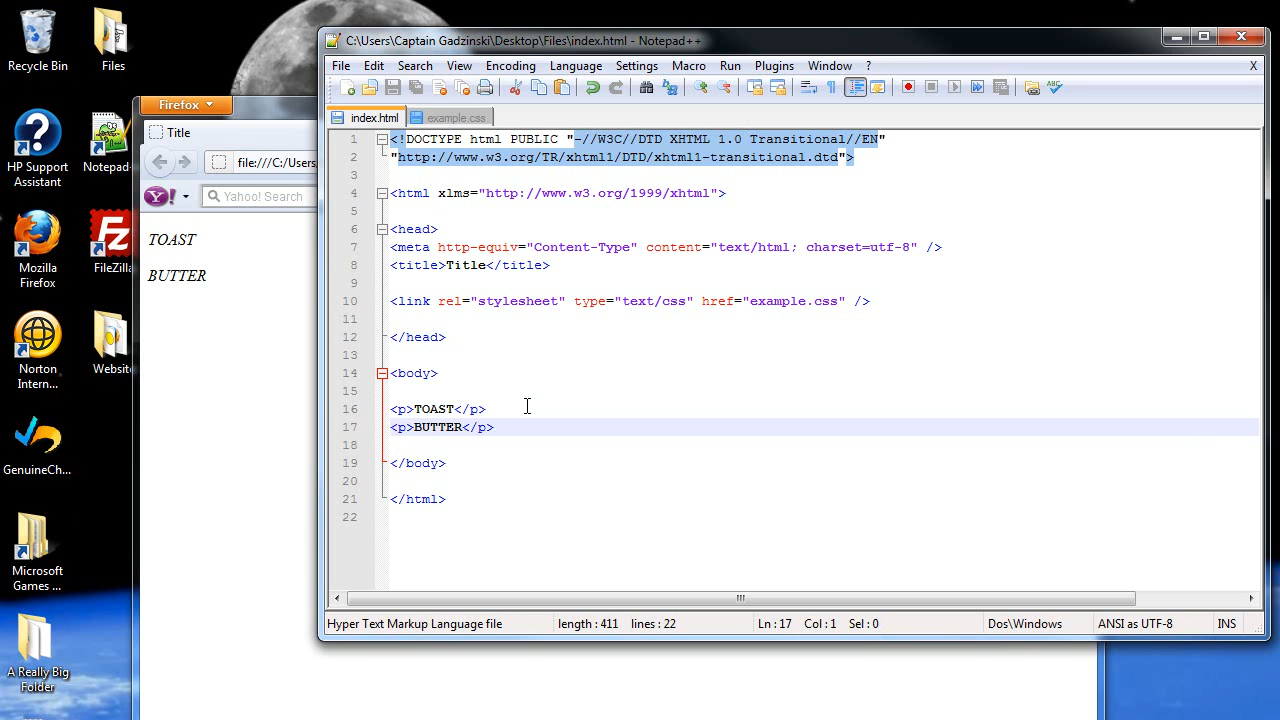 Recycle Bin
Files
HP Support
Assistant
Notepad-
Mozilla
Firefox
FileZilla
Norton
Intern...
Website
GenuineCh...
Microsoft
Games ...
A Really Big
Folder
Firefox
Title
file:///C:/Users
Y!
Yahoo! Search
TOAST
BUTTER
C:\Users\Captain Gadzinski\Desktop\Files\index.html - Notepad++
File Edit Search View Encoding Language Settings Macro Run Plugins Window ? X
index.html example.css
1 <!DOCTYPE html PUBLIC "-//W3C//DTD XHTML 1.0 Transitional//EN"
2 "http://www.w3.org/TR/xhtml1/DTD/xhtml1-transitional.dtd">
3
4 <html xlms="http://www.w3.org/1999/xhtml">
5
6 <head>
7 <meta http-equiv="Content-Type" content="text/html; charset=utf-8" />
8 <title>Title</title>
9
10 <link rel="stylesheet" type="text/css" href="example.css" />
11
12 </head>
13
14 <body>
15
16 <p>TOAST</p>
17 <p>BUTTER</p>
18
19 </body>
20
21 </html>
22
Hyper Text Markup Language file length : 411 lines : 22 Ln : 17 Col : 1 Sel : 0 Dos\Windows ANSI as UTF-8 INS